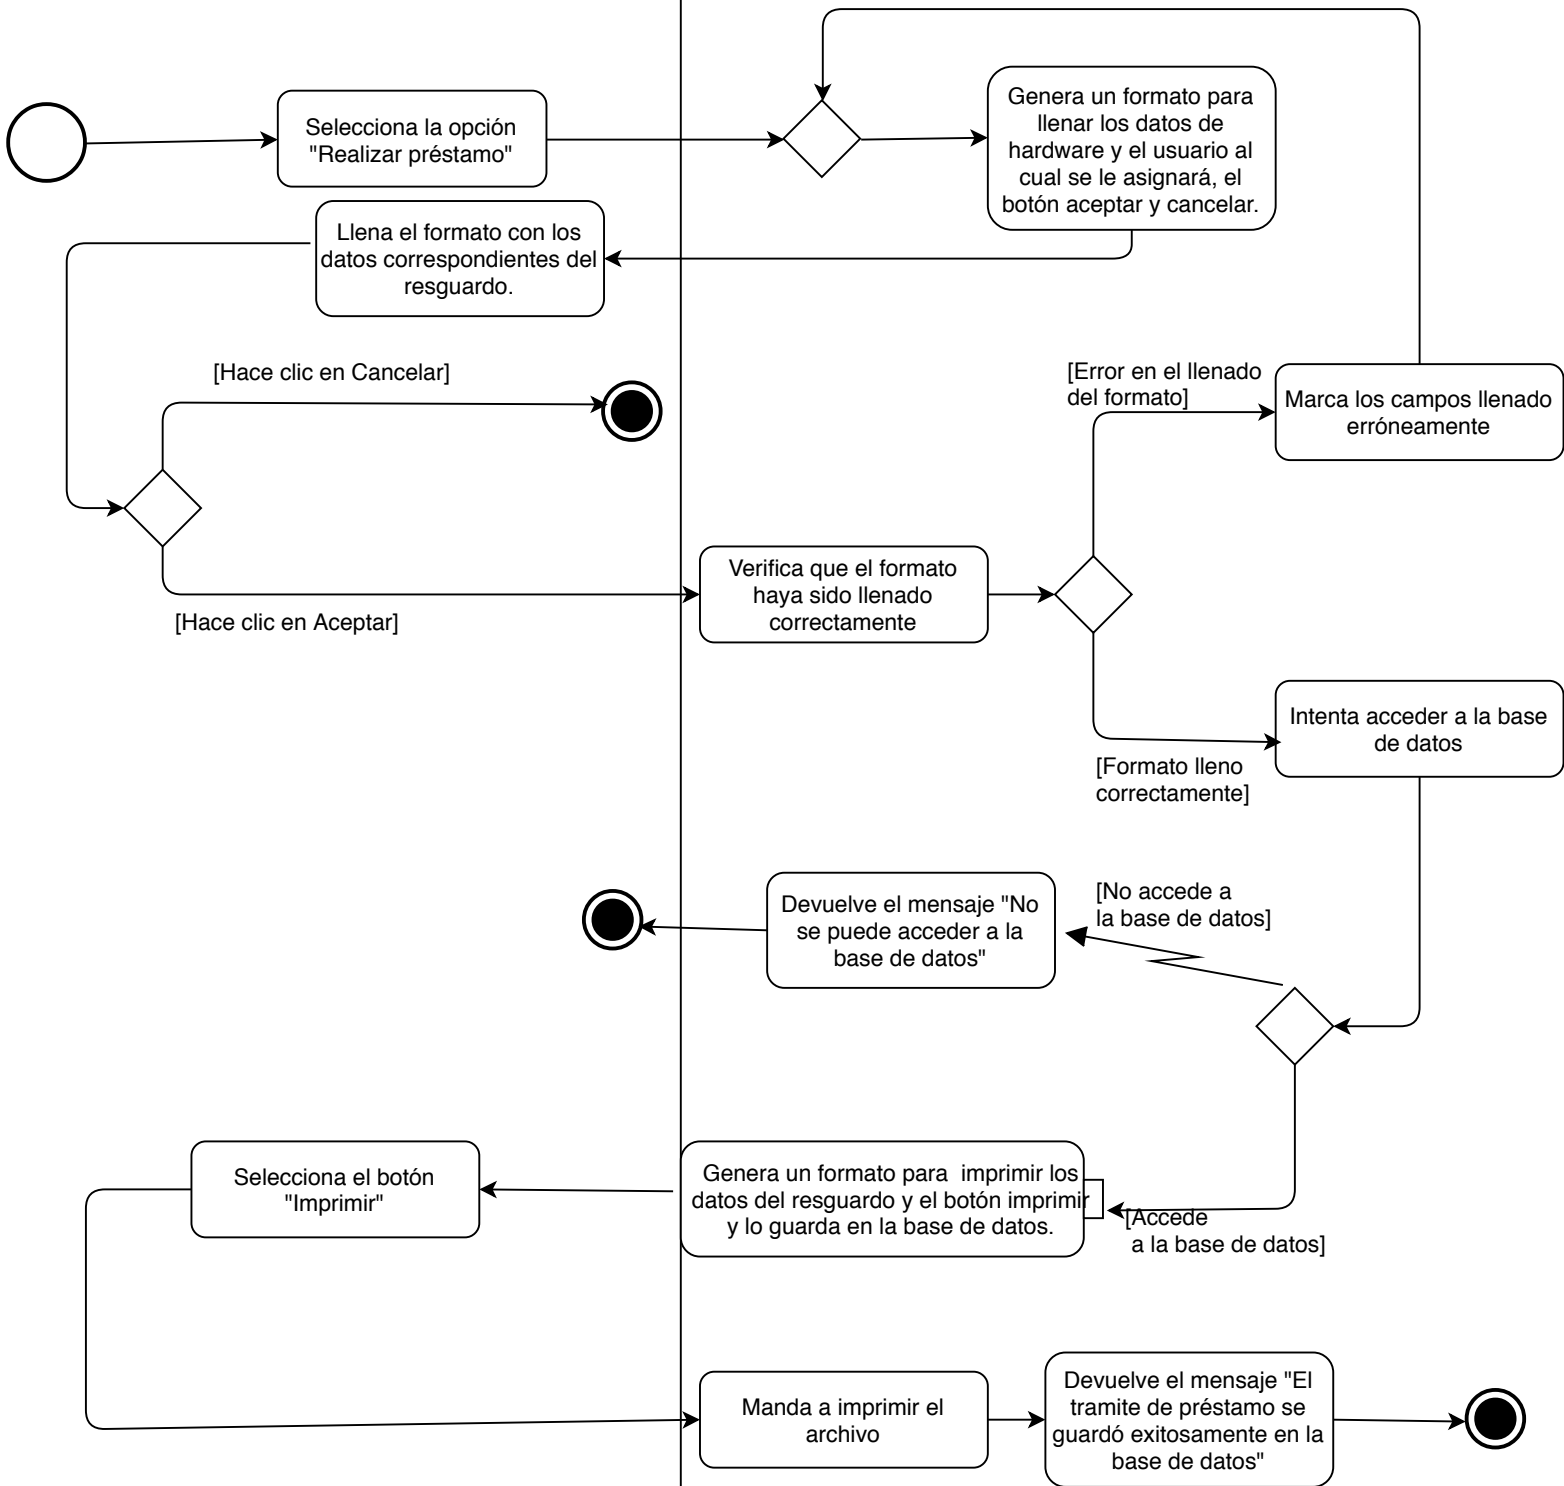 Selecciona la opción
"Realizar préstamo"
Genera un formato para
llenar los datos de
hardware y el usuario al
cual se le asignará, el
botón aceptar y cancelar.
Llena el formato con los
datos correspondientes del
resguardo.
[Hace clic en Cancelar]
[Error en el llenado
del formato]
Marca los campos llenado
erróneamente
[Hace clic en Aceptar]
Verifica que el formato
haya sido llenado
correctamente
Intenta acceder a la base
de datos
[Formato lleno
correctamente]
Devuelve el mensaje "No
se puede acceder a la
base de datos"
[No accede a
la base de datos]
Selecciona el botón
"Imprimir"
Genera un formato para  imprimir los
datos del resguardo y el botón imprimir
y lo guarda en la base de datos.
[Accede
a la base de datos]
Manda a imprimir el
archivo
Devuelve el mensaje "El
tramite de préstamo se
guardó exitosamente en la
base de datos"